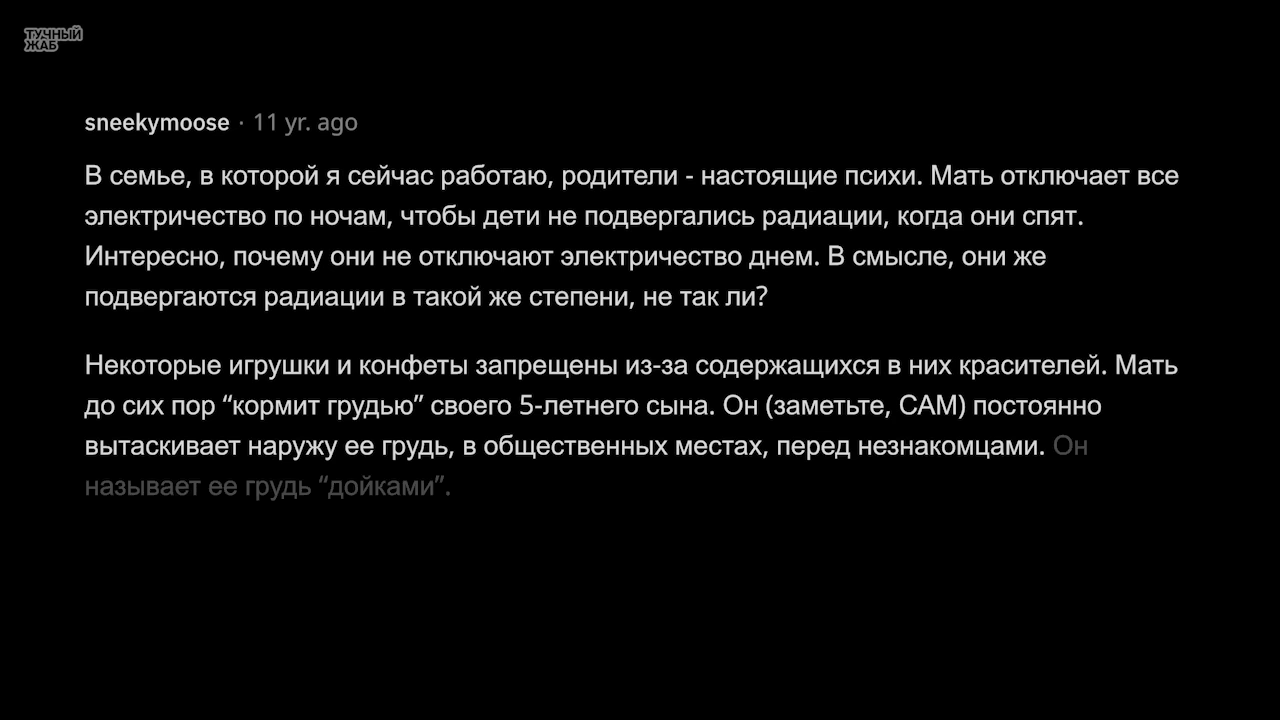 ТУЧНЫЙ
ЖАБ
sneekymoose · 11 yr. ago
В семье, в которой я сейчас работаю, родители - настоящие психи. Мать отключает все
электричество по ночам, чтобы дети не подвергались радиации, когда они спят.
Интересно, почему они не отключают электричество днем. В смысле, они же
подвергаются радиации в такой же степени, не так ли?
Некоторые игрушки и конфеты запрещены из-за содержащихся в них красителей. Мать
до сих пор “кормит грудью” своего 5-летнего сына. Он (заметьте, САМ) постоянно
вытаскивает наружу ее грудь, в общественных местах, перед незнакомцами. Он
называет ее грудь “дойками”.